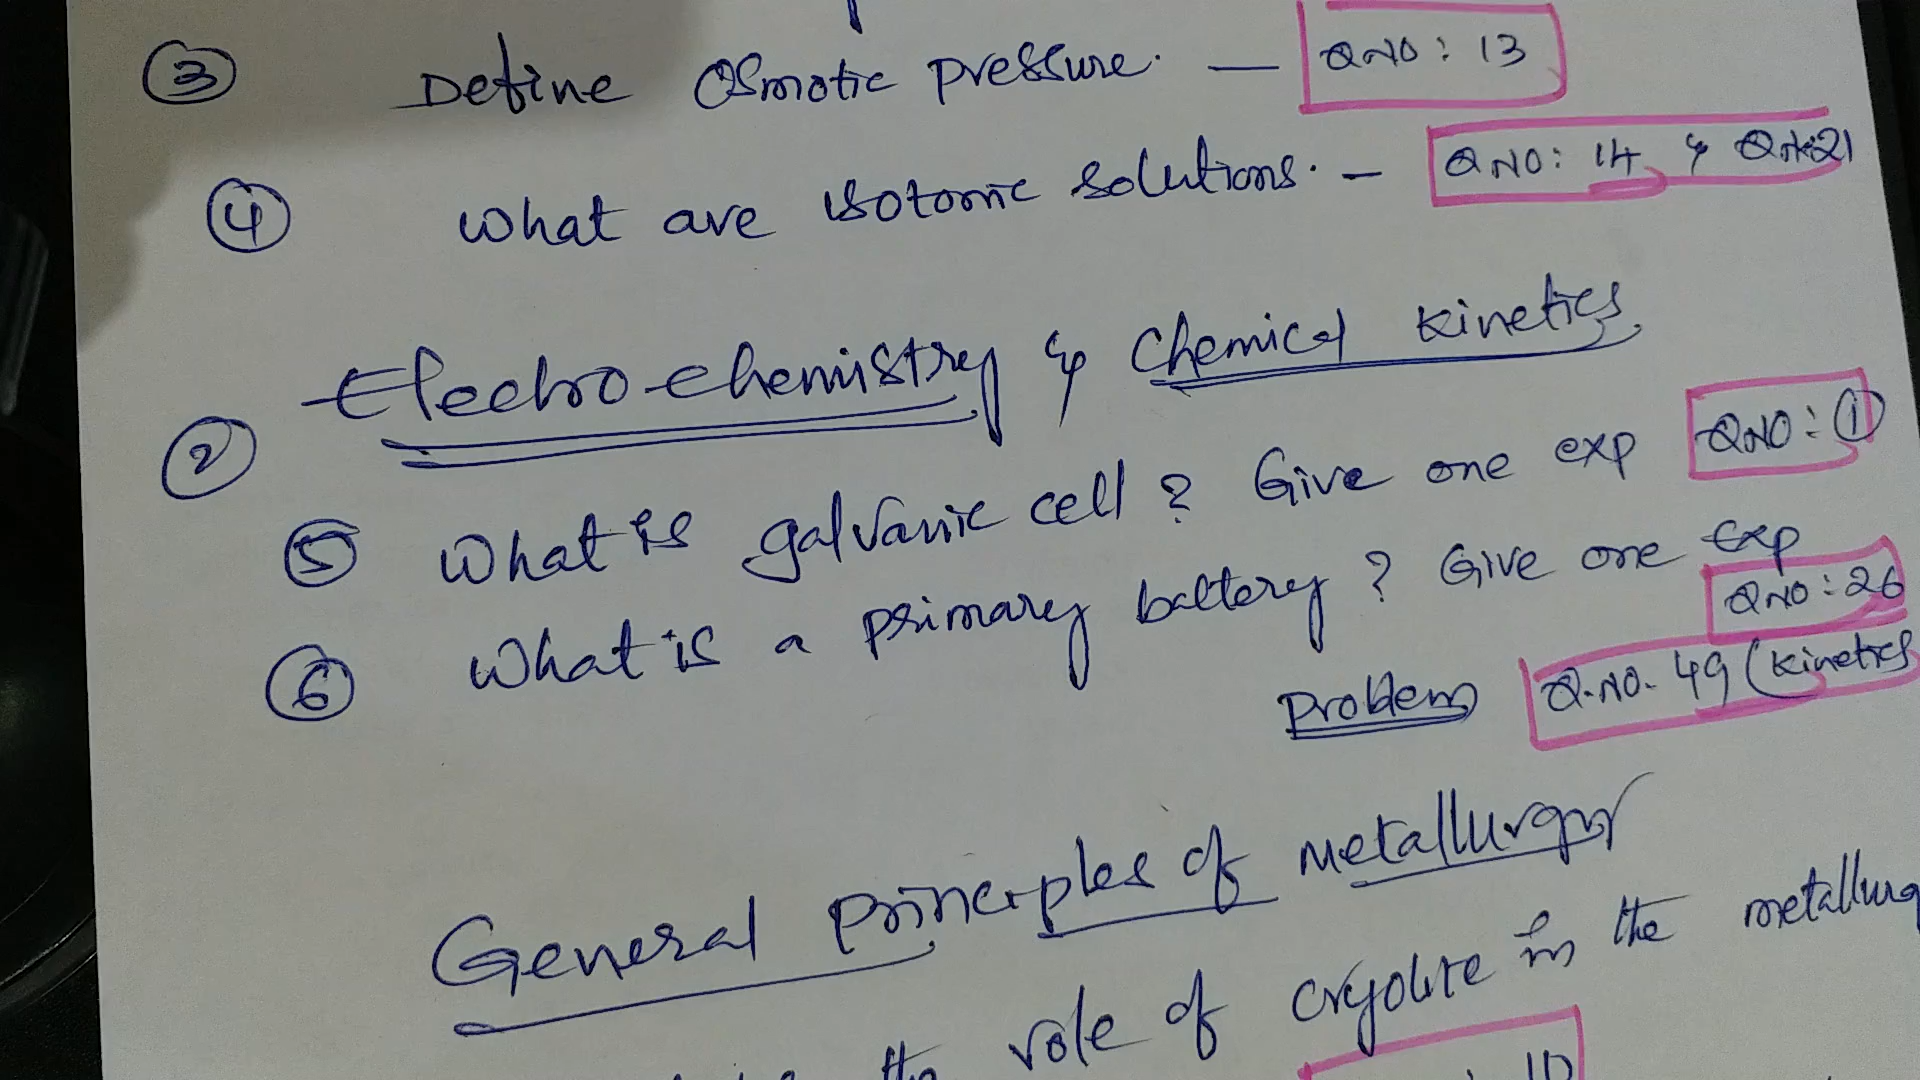 ③ Define Osmotic pressure. — Q NO: 13
④ What are isotonic solutions. — Q NO: 14 & Q.N:21
Electro chemistry & Chemical Kinetics
②
⑤ What is galvanic cell? Give one exp Q NO: ①
⑥ What is a primary battery? Give one Exp
Q NO: 26
Problem Q. NO. 49 (Kinetics
General principles of metallurgy
the role of cryolite in the metallurg